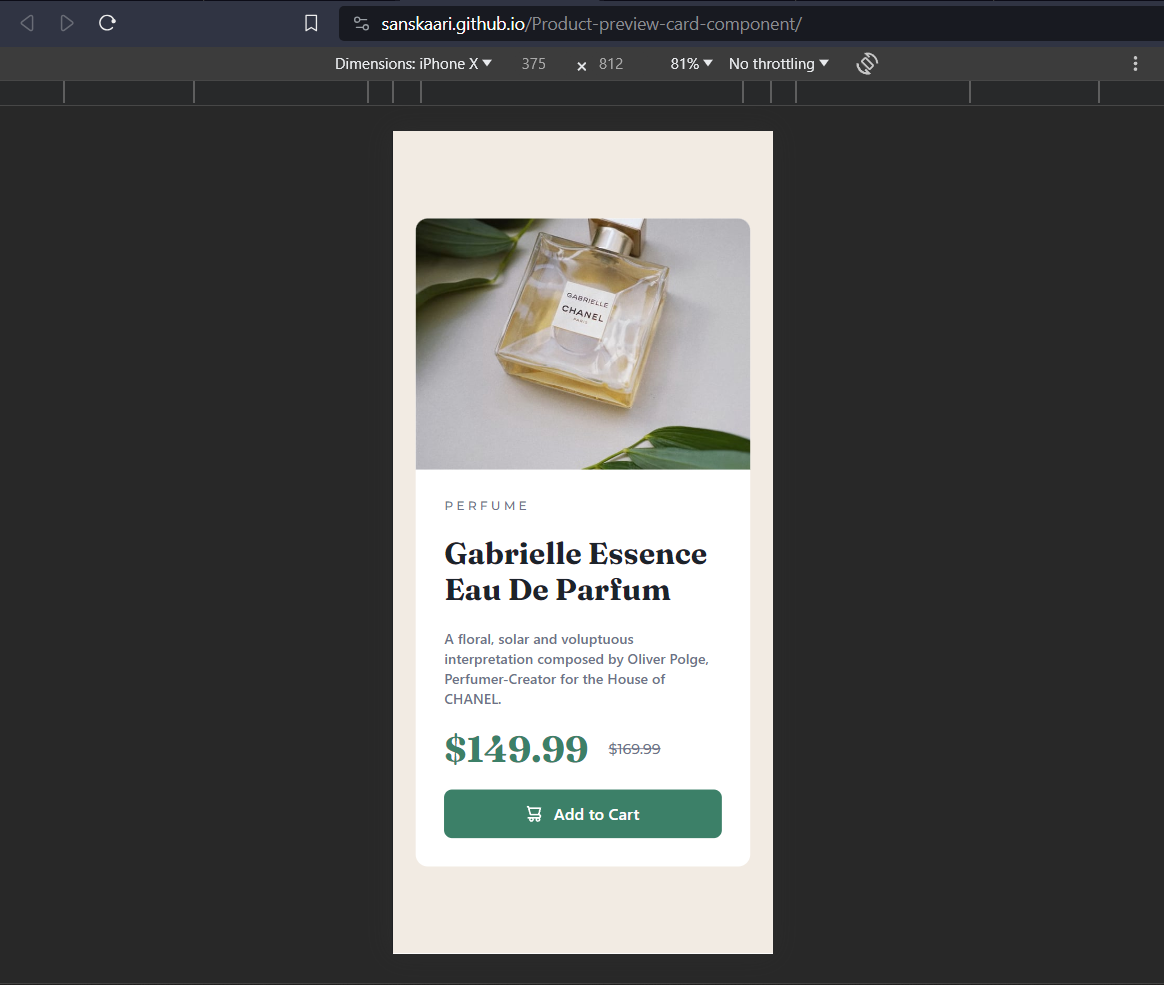 sanskaari.github.io/Product-preview-card-component/
Dimensions: iPhone X 375 × 812 81% No throttling
GABRIELLE
CHANEL
PARIS
PERFUME
Gabrielle Essence
Eau De Parfum
A floral, solar and voluptuous
interpretation composed by Oliver Polge,
Perfumer-Creator for the House of
CHANEL.
$149.99 $169.99
Add to Cart